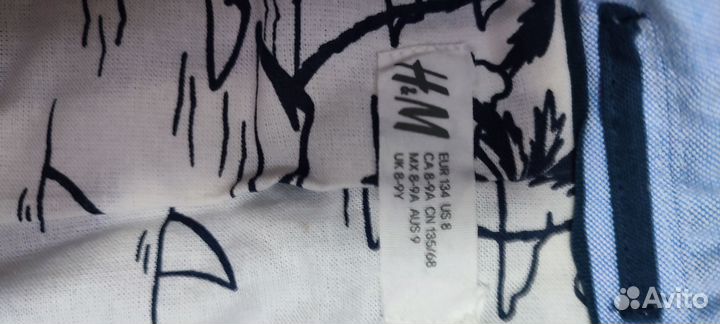 H&M
EUR 134 US 8
CA 8-9A CN 135/68
MX 8-9A AUS 9
UK 8-9Y
Avito